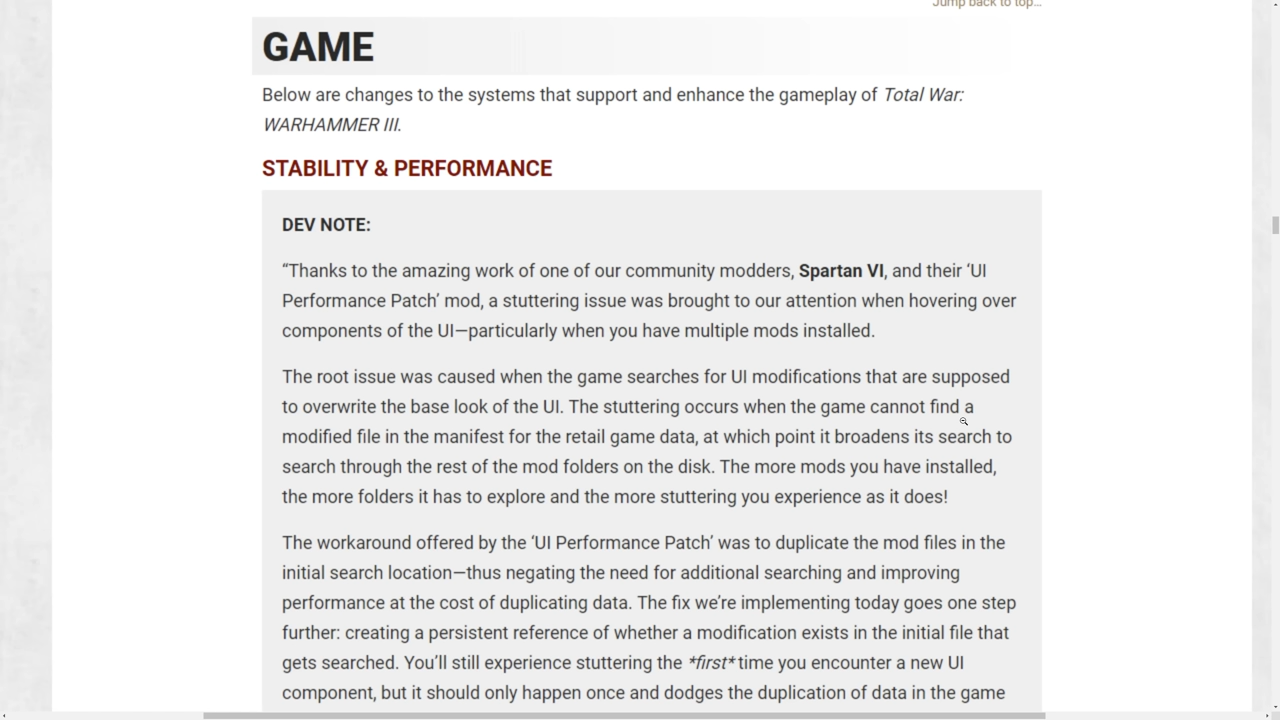 Jump back to top…
GAME
Below are changes to the systems that support and enhance the gameplay of Total War:
WARHAMMER III.
STABILITY & PERFORMANCE
DEV NOTE:
“Thanks to the amazing work of one of our community modders, Spartan VI, and their ‘UI
Performance Patch’ mod, a stuttering issue was brought to our attention when hovering over
components of the UI—particularly when you have multiple mods installed.
The root issue was caused when the game searches for UI modifications that are supposed
to overwrite the base look of the UI. The stuttering occurs when the game cannot find a
modified file in the manifest for the retail game data, at which point it broadens its search to
search through the rest of the mod folders on the disk. The more mods you have installed,
the more folders it has to explore and the more stuttering you experience as it does!
The workaround offered by the ‘UI Performance Patch’ was to duplicate the mod files in the
initial search location—thus negating the need for additional searching and improving
performance at the cost of duplicating data. The fix we’re implementing today goes one step
further: creating a persistent reference of whether a modification exists in the initial file that
gets searched. You’ll still experience stuttering the *first* time you encounter a new UI
component, but it should only happen once and dodges the duplication of data in the game